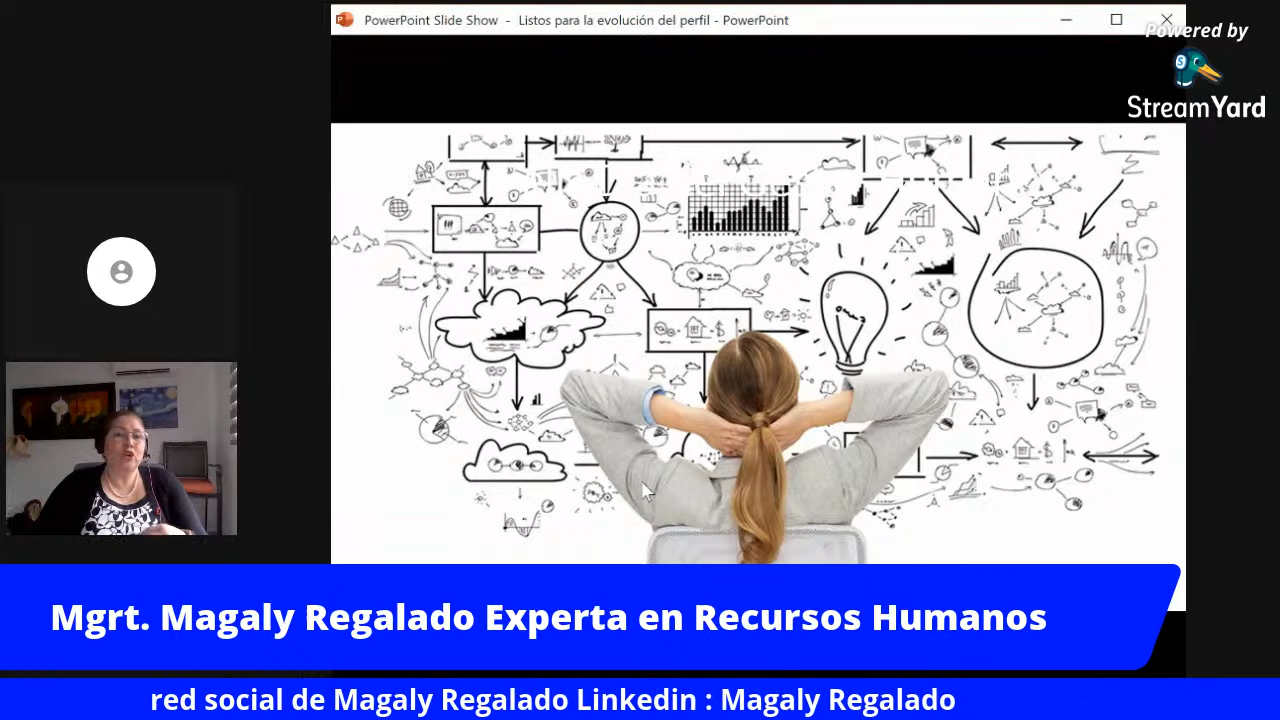 PowerPoint Slide Show - Listos para la evolución del perfil - PowerPoint
Powered by
StreamYard
Mgrt. Magaly Regalado Experta en Recursos Humanos
red social de Magaly Regalado Linkedin : Magaly Regalado